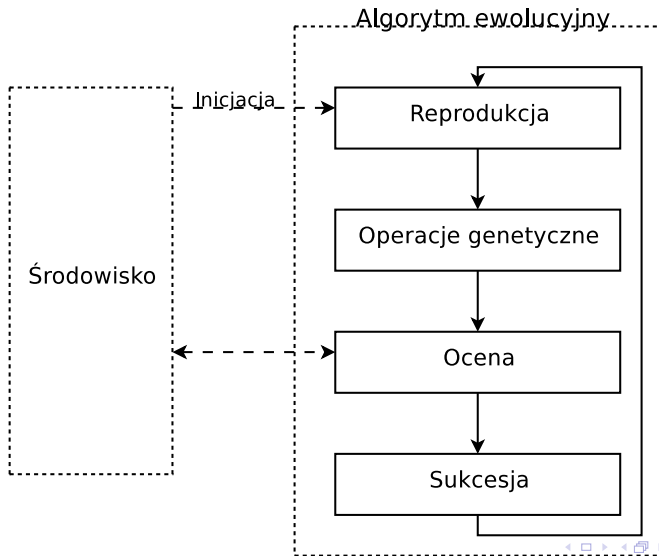 Algorytm ewolucyjny
Inicjacja
Reprodukcja
Operacje genetyczne
Środowisko
Ocena
Sukcesja